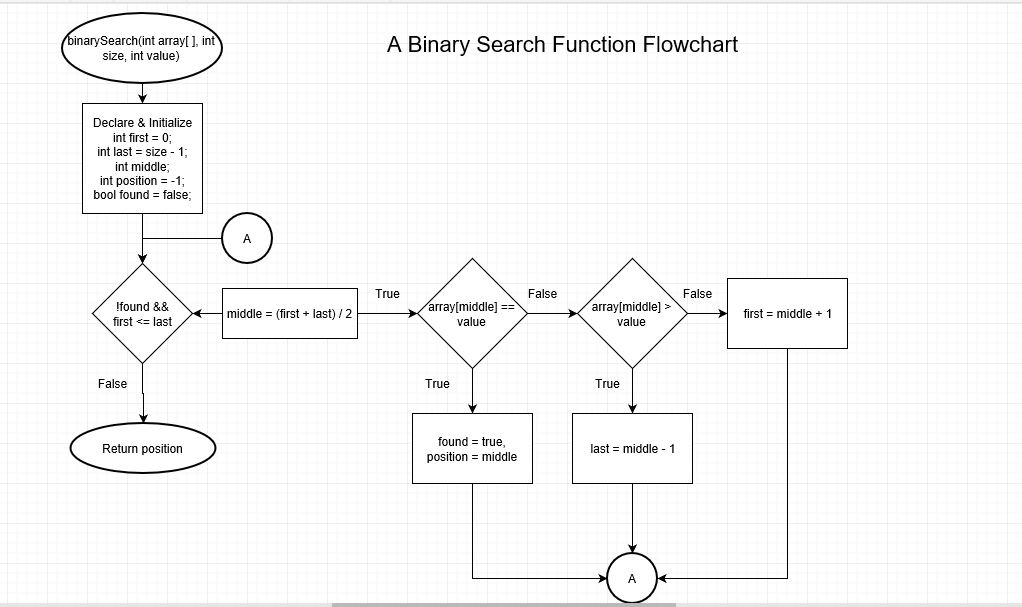 A Binary Search Function Flowchart
binarySearch(int array[ ], int
size, int value)
Declare & Initialize
int first = 0;
int last = size - 1;
int middle;
int position = -1;
bool found = false;
A
!found &&
first <= last
middle = (first + last) / 2
True
array[middle] ==
value
False
array[middle] >
value
False
first = middle + 1
False
True
True
Return position
found = true,
position = middle
last = middle - 1
A